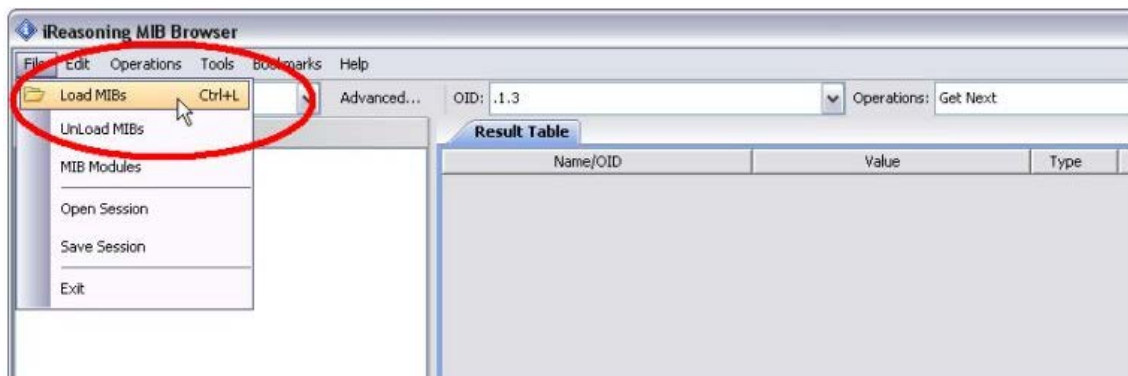 iReasoning MIB Browser
File Edit Operations Tools Bookmarks Help
Load MIBs Ctrl+L
Advanced... OID: .1.3 Operations: Get Next
UnLoad MIBs
Result Table
MIB Modules
Name/OID Value Type
Open Session
Save Session
Exit